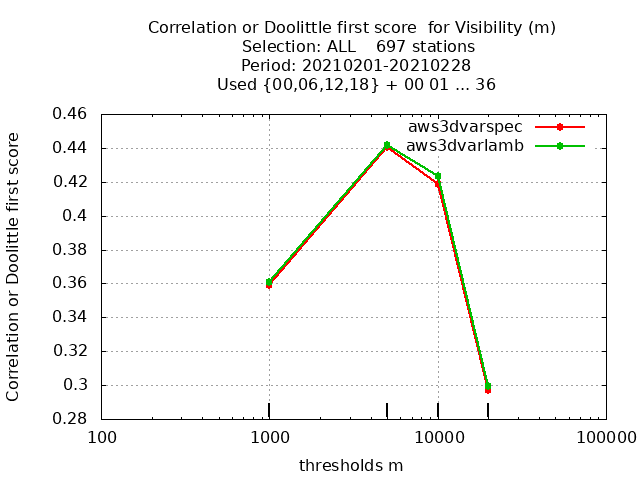 Correlation or Doolittle first score  for Visibility (m)
Selection: ALL    697 stations
Period: 20210201-20210228
Used {00,06,12,18} + 00 01 ... 36
Correlation or Doolittle first score
0.46
0.44
0.42
0.4
0.38
0.36
0.34
0.32
0.3
0.28
aws3dvarspec
aws3dvarlamb
100
1000
10000
100000
thresholds m